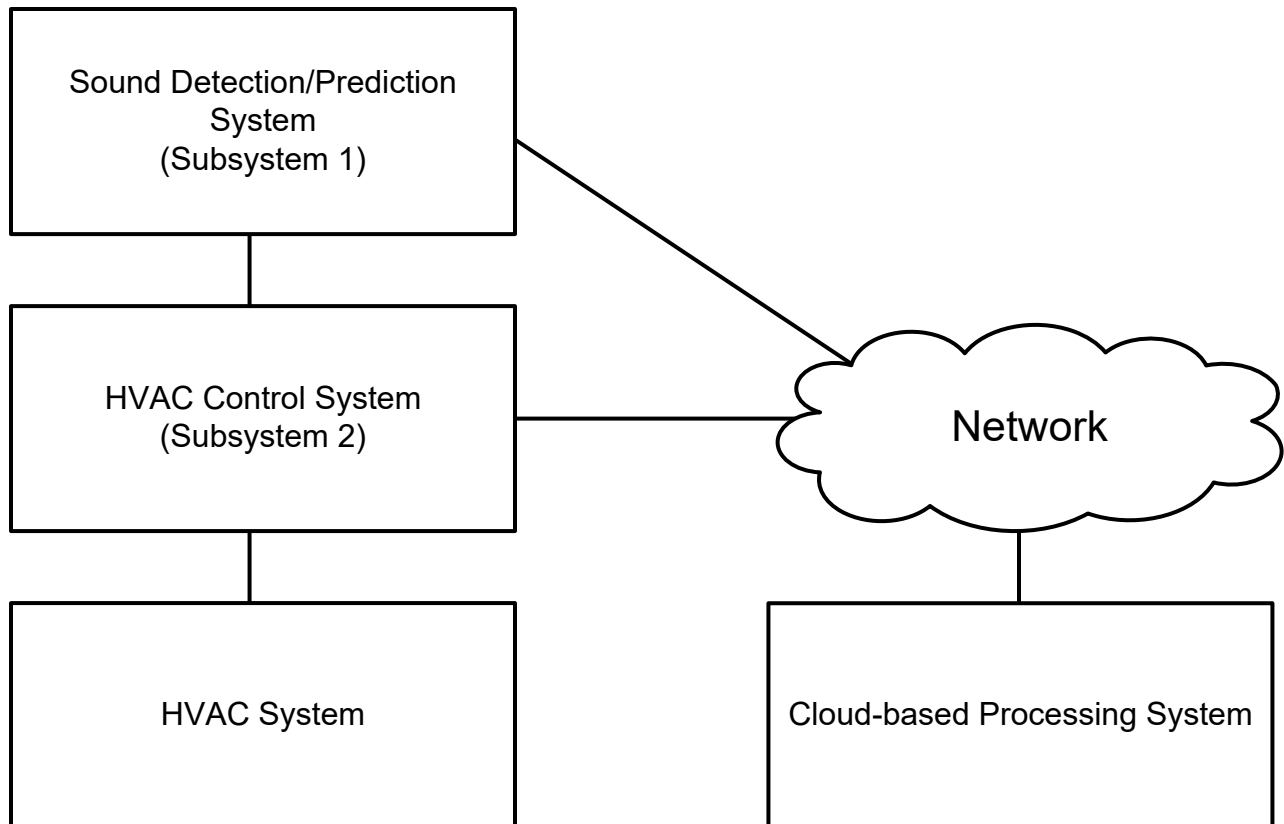 Sound Detection/Prediction
System
(Subsystem 1)
HVAC Control System
(Subsystem 2)
Network
HVAC System
Cloud-based Processing System